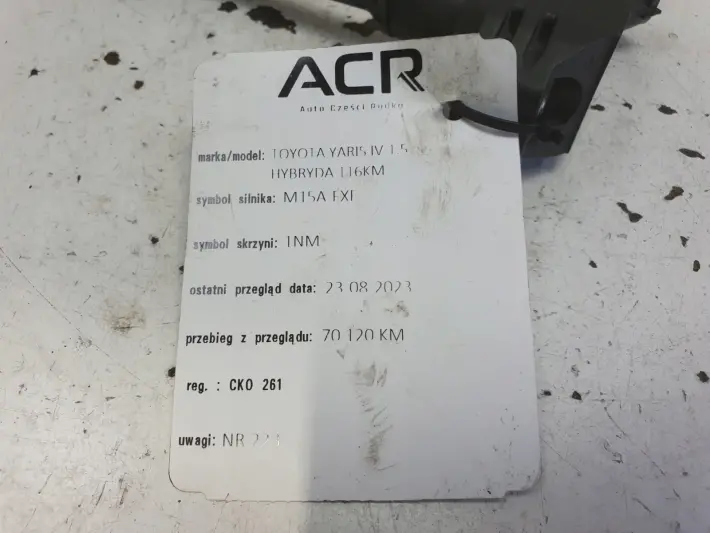 ACR
Auto Części Rudka
marka/model: TOYOTA YARIS IV 1.5
HYBRYDA 116KM
symbol silnika: M15A FXE
symbol skrzyni: 1NM
ostatni przegląd data: 23 08 2023
przebieg z przeglądu: 70 120 KM
reg. : CKO 261
uwagi: NR